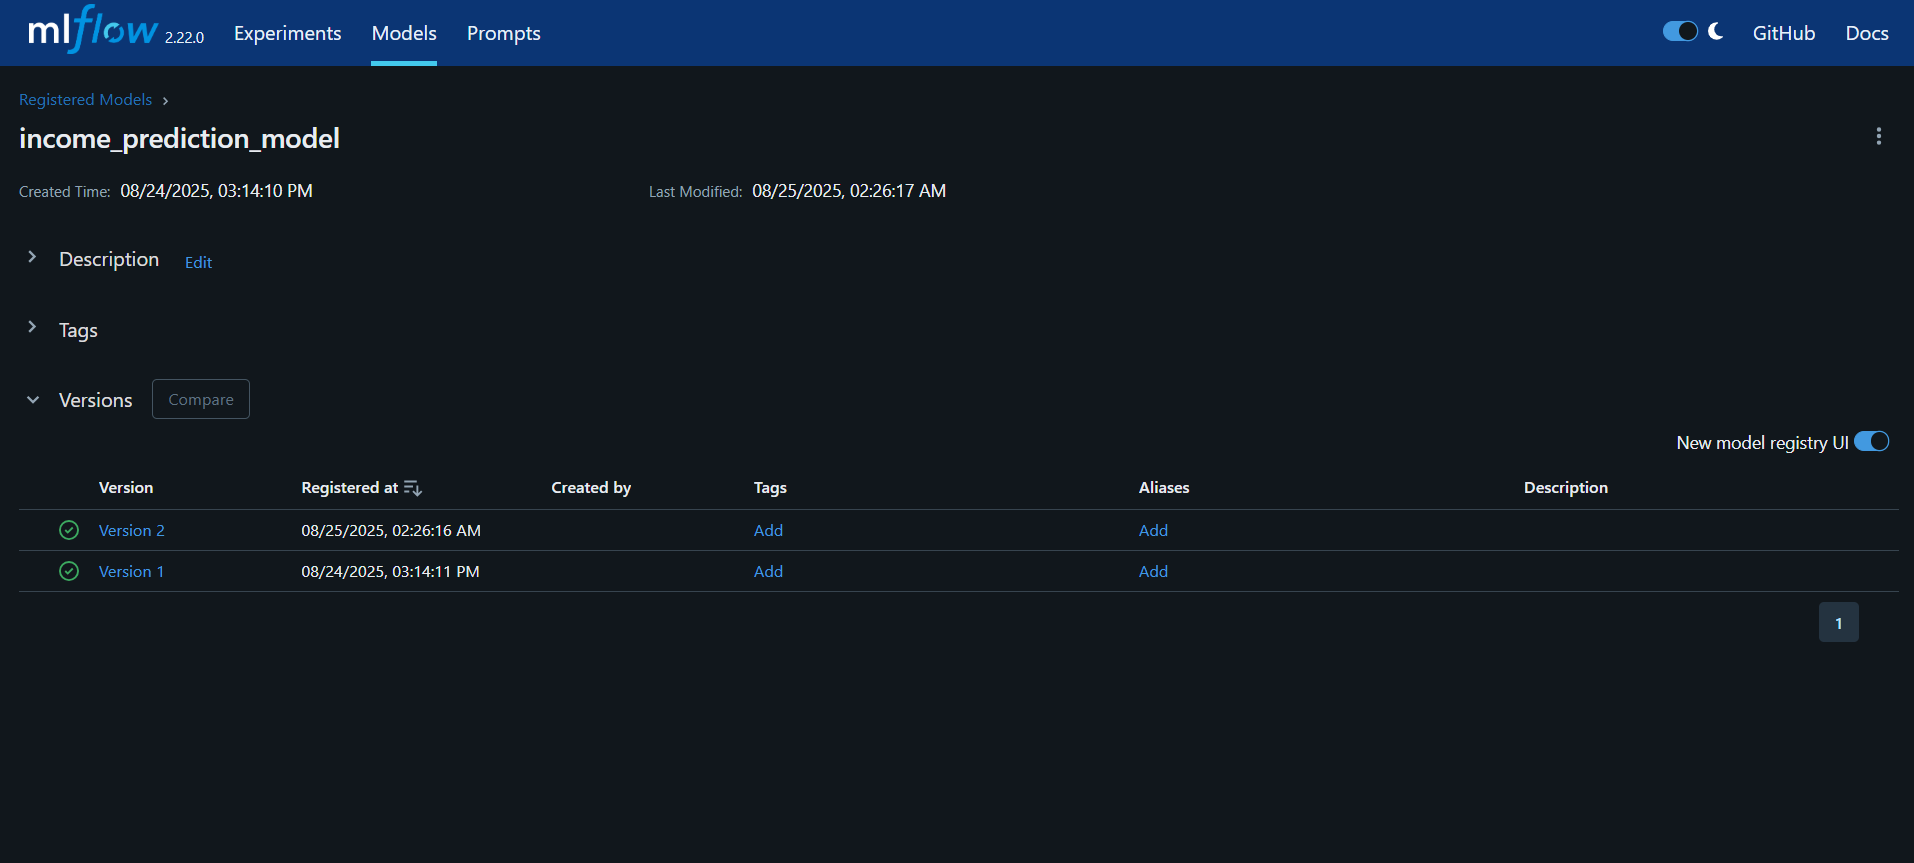 mlflow 2.22.0 Experiments Models Prompts GitHub Docs
Registered Models
income_prediction_model
Created Time: 08/24/2025, 03:14:10 PM Last Modified: 08/25/2025, 02:26:17 AM
Description Edit
Tags
Versions Compare
New model registry UI
Version Registered at Created by Tags Aliases Description
Version 2 08/25/2025, 02:26:16 AM Add Add
Version 1 08/24/2025, 03:14:11 PM Add Add
1